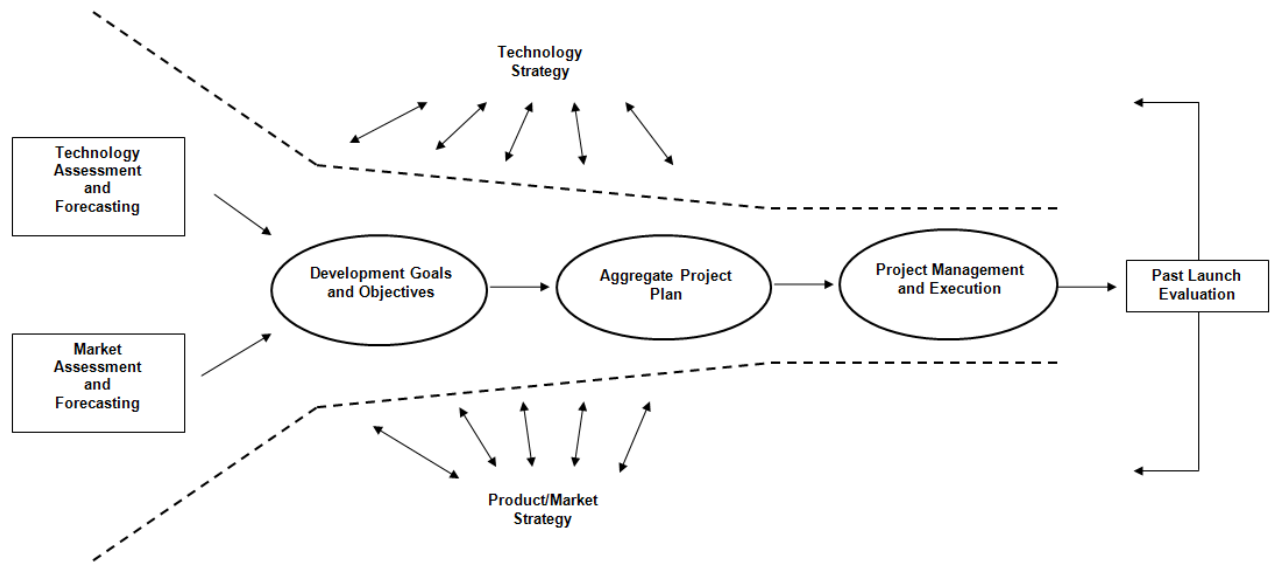 Technology
Strategy
Technology
Assessment
and
Forecasting
Development Goals
and Objectives
Aggregate Project
Plan
Project Management
and Execution
Past Launch
Evaluation
Market
Assessment
and
Forecasting
Product/Market
Strategy